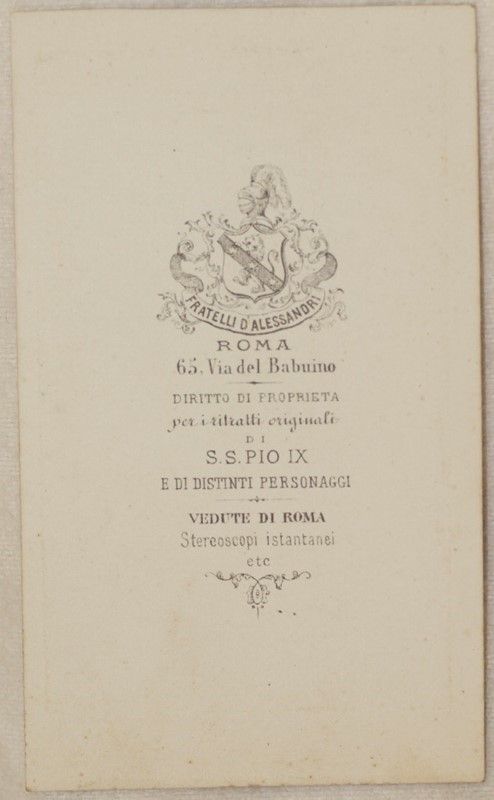 FRATELLI D'ALESSANDRI
ROMA
65, Via del Babuino
DIRITTO DI PROPRIETA
per i ritratti originali
DI
S.S. PIO IX
E DI DISTINTI PERSONAGGI
VEDUTE DI ROMA
Stereoscopi istantanei
etc